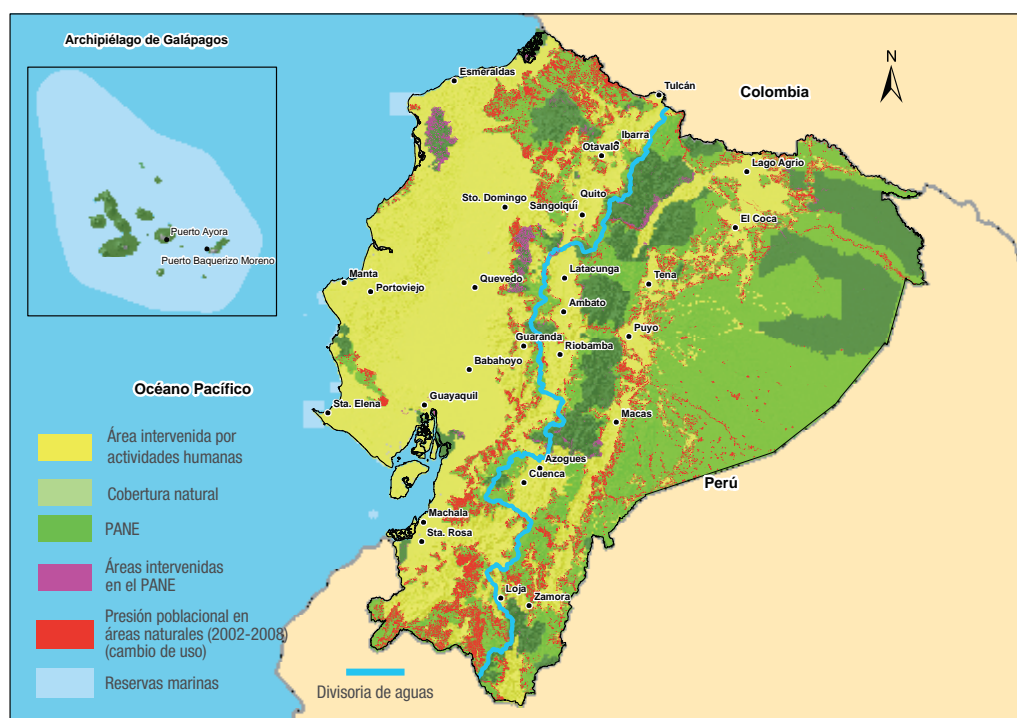 Archipiélago de Galápagos
Puerto Ayora
Puerto Baquerizo Moreno
N
Colombia
Perú
Océano Pacífico
Esmeraldas
Tulcán
Ibarra
Otavalo
Lago Agrio
Quito
Sto. Domingo
Sangolquí
El Coca
Latacunga
Tena
Manta
Portoviejo
Quevedo
Ambato
Puyo
Guaranda
Riobamba
Babahoyo
Guayaquil
Sta. Elena
Macas
Azogues
Cuenca
Machala
Sta. Rosa
Loja
Zamora
Área intervenida por
actividades humanas
Cobertura natural
PANE
Áreas intervenidas
en el PANE
Presión poblacional en
áreas naturales (2002-2008)
(cambio de uso)
Reservas marinas
Divisoria de aguas